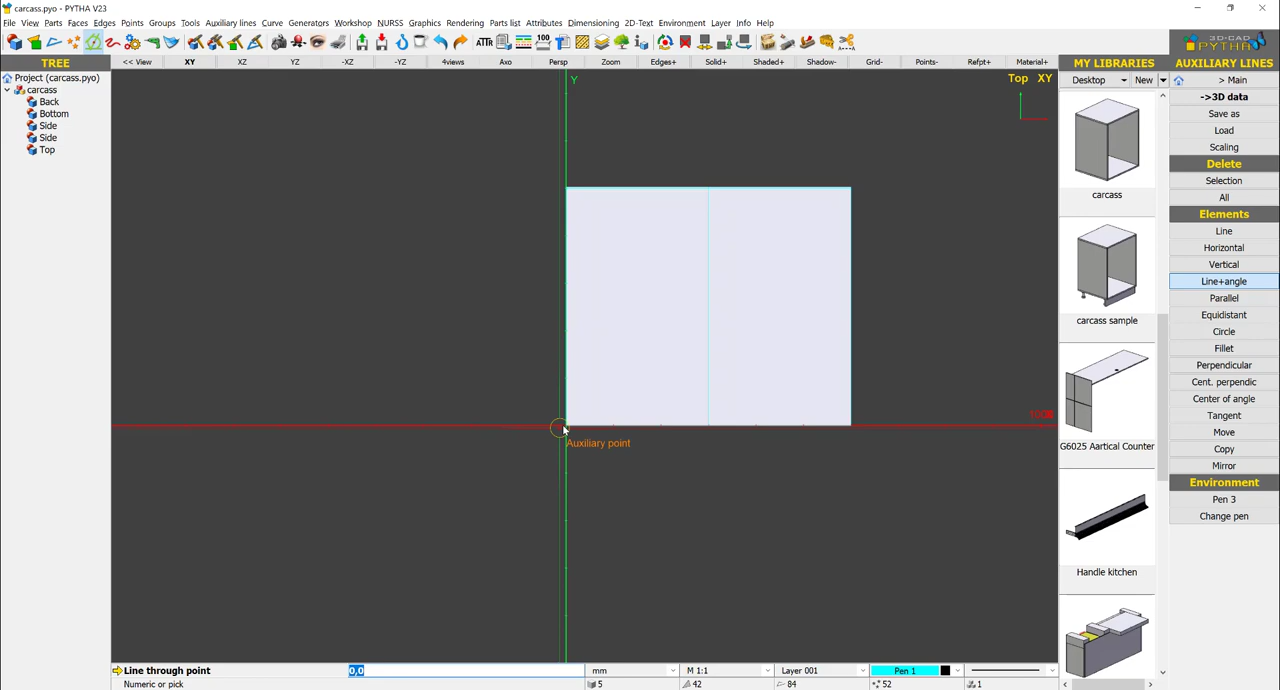 carcass.pyo - PYTHA V23
File View Parts Faces Edges Points Groups Tools Auxiliary lines Curve Generators Workshop NURSS Graphics Rendering Parts list Attributes Dimensioning 2D-Text Environment Layer Info Help
ATTR 100
3D-CAD PYTHA
TREE << View XY XZ YZ -XZ -YZ 4views Axo Persp Zoom Edges+ Solid+ Shaded+ Shadow- Grid- Points- Refpt+ Material+ MY LIBRARIES AUXILIARY LINES
Project (carcass.pyo)
carcass
Back
Bottom
Side
Side
Top
Y
Top XY
Auxiliary point
Desktop New
carcass
carcass sample
G6025 Aartical Counter
Handle kitchen
> Main
->3D data
Save as
Load
Scaling
Delete
Selection
All
Elements
Line
Horizontal
Vertical
Line+angle
Parallel
Equidistant
Circle
Fillet
Perpendicular
Cent. perpendic
Center of angle
Tangent
Move
Copy
Mirror
Environment
Pen 3
Change pen
Line through point 0,0 mm M 1:1 Layer 001 Pen 1
Numeric or pick 5 42 84 52 1